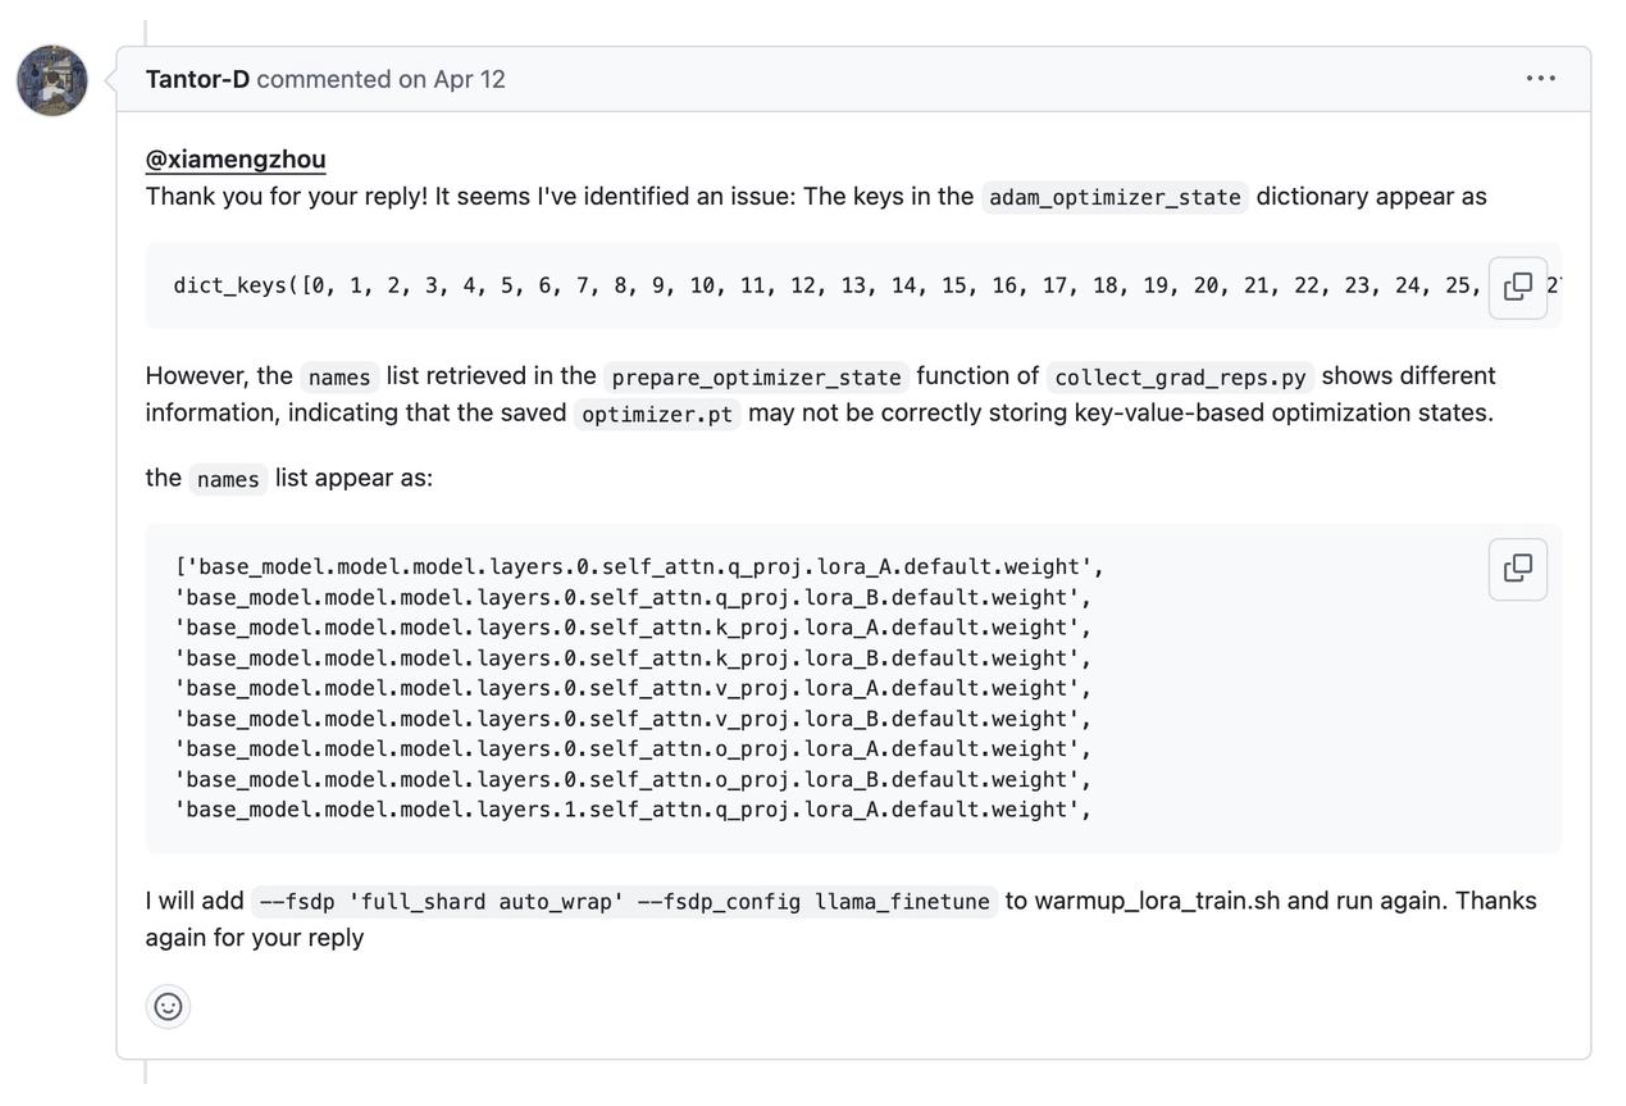 Tantor-D commented on Apr 12
@xiamengzhou
Thank you for your reply! It seems I've identified an issue: The keys in the adam_optimizer_state dictionary appear as
dict_keys([0, 1, 2, 3, 4, 5, 6, 7, 8, 9, 10, 11, 12, 13, 14, 15, 16, 17, 18, 19, 20, 21, 22, 23, 24, 25,
However, the names list retrieved in the prepare_optimizer_state function of collect_grad_reps.py shows different
information, indicating that the saved optimizer.pt may not be correctly storing key-value-based optimization states.
the names list appear as:
['base_model.model.model.layers.0.self_attn.q_proj.lora_A.default.weight',
'base_model.model.model.layers.0.self_attn.q_proj.lora_B.default.weight',
'base_model.model.model.layers.0.self_attn.k_proj.lora_A.default.weight',
'base_model.model.model.layers.0.self_attn.k_proj.lora_B.default.weight',
'base_model.model.model.layers.0.self_attn.v_proj.lora_A.default.weight',
'base_model.model.model.layers.0.self_attn.v_proj.lora_B.default.weight',
'base_model.model.model.layers.0.self_attn.o_proj.lora_A.default.weight',
'base_model.model.model.layers.0.self_attn.o_proj.lora_B.default.weight',
'base_model.model.model.layers.1.self_attn.q_proj.lora_A.default.weight',
I will add --fsdp 'full_shard auto_wrap' --fsdp_config llama_finetune to warmup_lora_train.sh and run again. Thanks
again for your reply